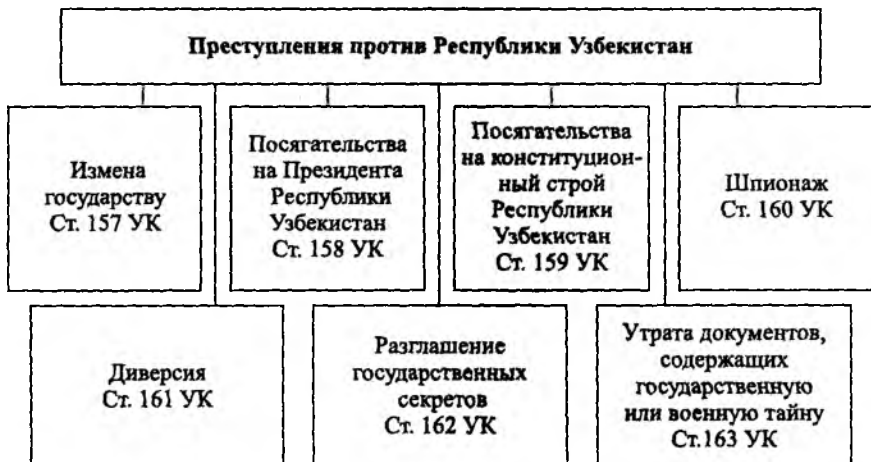 Преступления против Республики Узбекистан
Измена
государству
Ст. 157 УК
Посягательства
на Президента
Республики
Узбекистан
Ст. 158 УК
Посягательства
на конституцион-
ный строй
Республики
Узбекистан
Ст. 159 УК
Шпионаж
Ст. 160 УК
Диверсия
Ст. 161 УК
Разглашение
государственных
секретов
Ст. 162 УК
Утрата документов,
содержащих
государственную
или военную тайну
Ст.163 УК